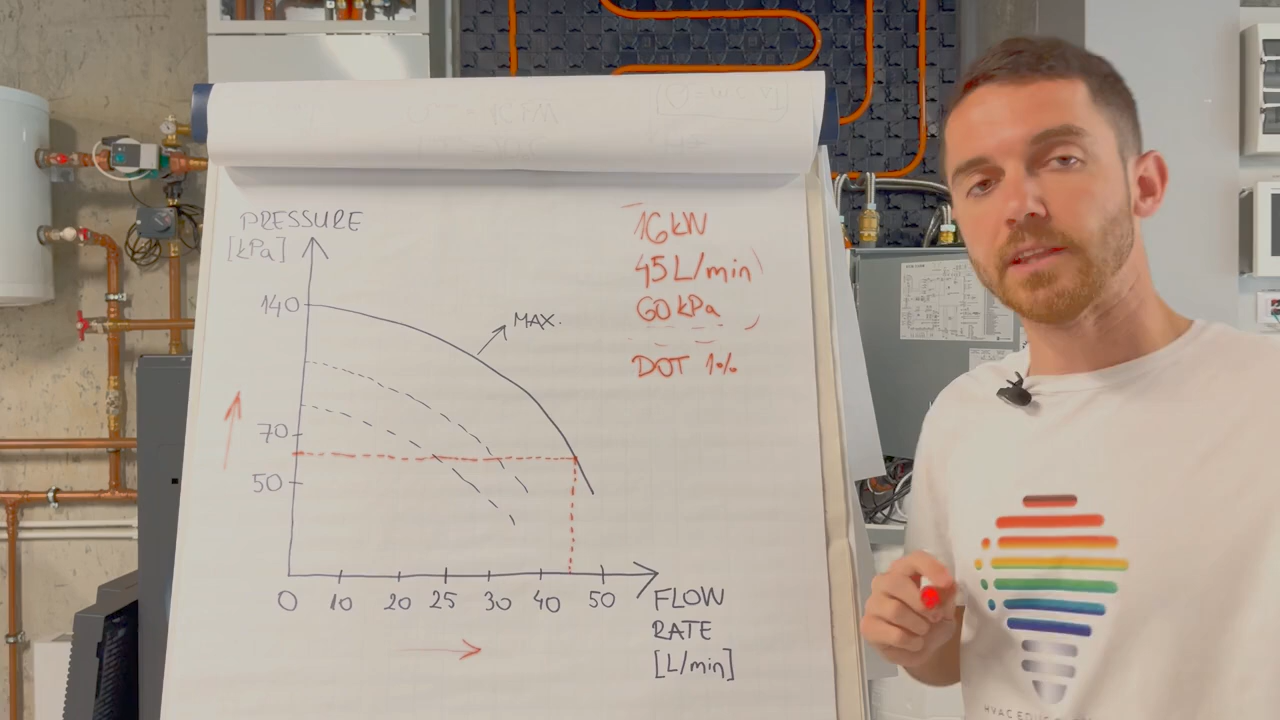 PRESSURE
[kPa]
140
70
50
MAX.
0 10 20 25 30 40 50
FLOW
RATE
[L/min]
16kW
45L/min
60kPa
DOT 1%